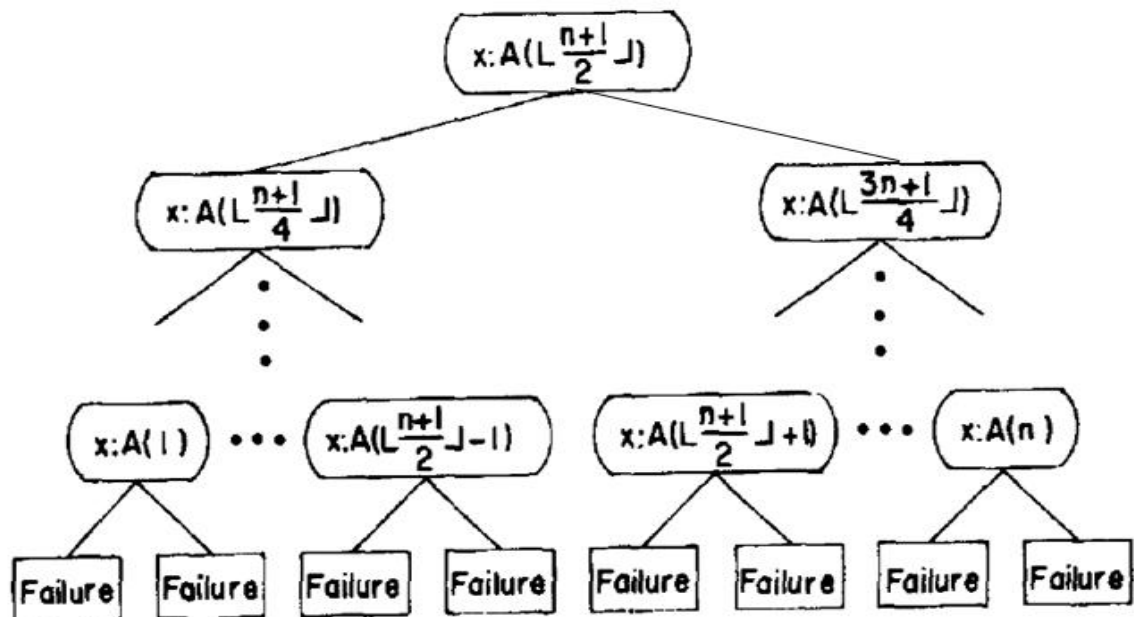 x: A(⌊ n+1 / 2 ⌋)
x: A(⌊ n+1 / 4 ⌋)
x: A(⌊ 3n+1 / 4 ⌋)
x: A(1) ••• x: A(⌊ n+1 / 2 ⌋ - 1)
x: A(⌊ n+1 / 2 ⌋ + 1) ••• x: A(n)
Failure Failure Failure Failure Failure Failure Failure Failure